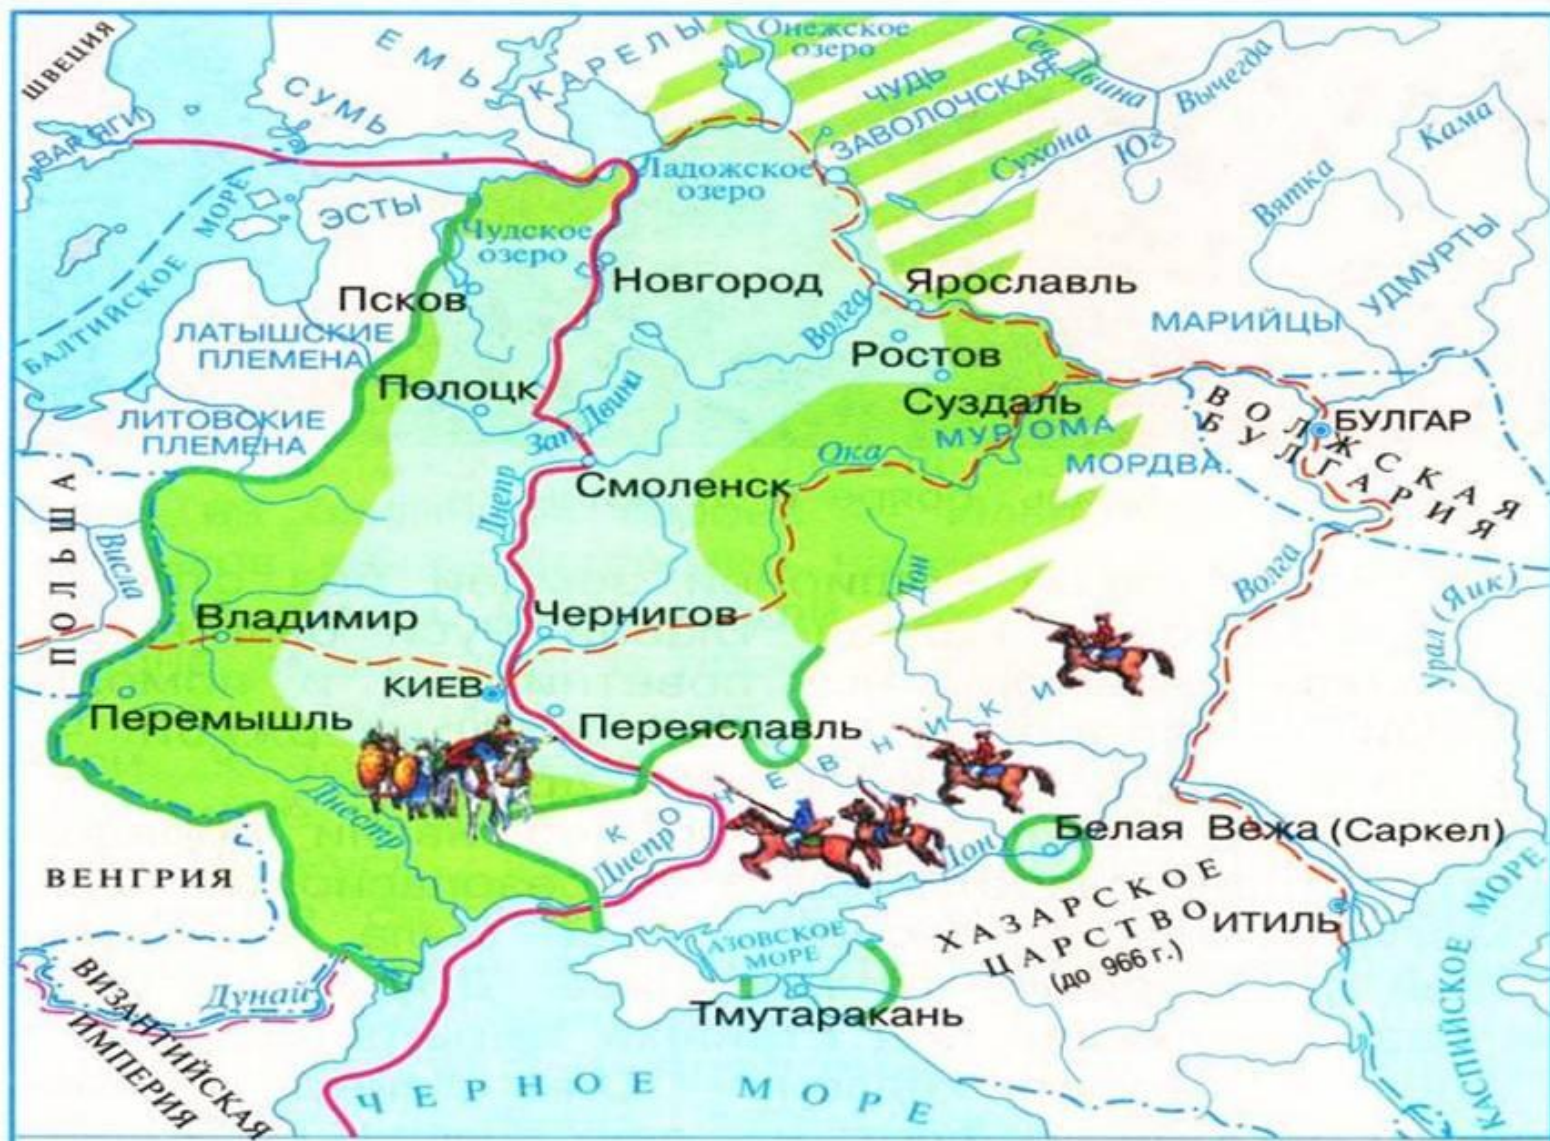 ШВЕЦИЯ
ЕМЬ
КАРЕЛЫ
Онежское
озеро
Сев. Двина
Вычегда
СУМЬ
ЧУДЬ
ЗАВОЛОЧСКАЯ
Кама
ВАРЯГИ
Сухона
Юг
Ладожское
озеро
Вятка
БАЛТИЙСКОЕ
МОРЕ
ЭСТЫ
Чудское
озеро
УДМУРТЫ
Псков
Новгород
Ярославль
Волга
МАРИЙЦЫ
ЛАТЫШСКИЕ
ПЛЕМЕНА
Ростов
Полоцк
Суздаль
ЛИТОВСКИЕ
ПЛЕМЕНА
Зап. Двина
МУРОМА
МОРДВА
ВОЛЖСКАЯ
БУЛГАРИЯ
БУЛГАР
Ока
Смоленск
ПОЛЬША
Висла
Днепр
Дон
Волга
Урал (Яик)
Владимир
Чернигов
КИЕВ
Перемышль
Переяславль
КОЧЕВНИКИ
Днестр
Днепр
Дон
Белая Вежа (Саркел)
ВЕНГРИЯ
ХАЗАРСКОЕ
ЦАРСТВО
(до 966 г.)
ИТИЛЬ
АЗОВСКОЕ
МОРЕ
КАСПИЙСКОЕ МОРЕ
Дунай
ВИЗАНТИЙСКАЯ
ИМПЕРИЯ
Тмутаракань
ЧЕРНОЕ МОРЕ